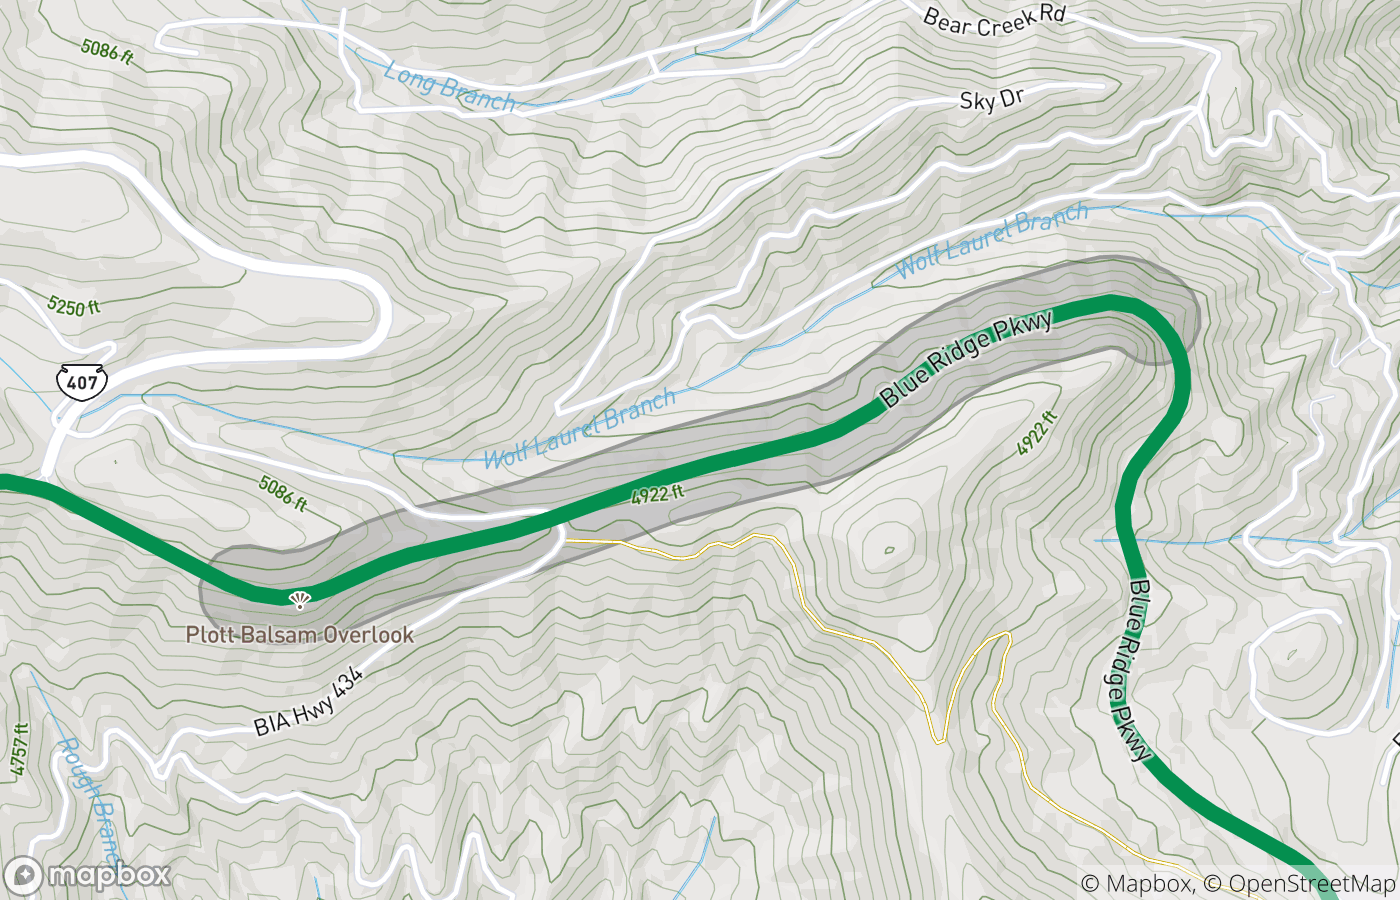 Bear Creek Rd
5086 ft
Long Branch
Sky Dr
Wolf Laurel Branch
5250 ft
Blue Ridge Pkwy
407
Wolf Laurel Branch
4922 ft
5086 ft
4922 ft
Plott Balsam Overlook
Blue Ridge Pkwy
BIA Hwy 434
4757 ft
Rough Branch
mapbox
© Mapbox, © OpenStreetMap